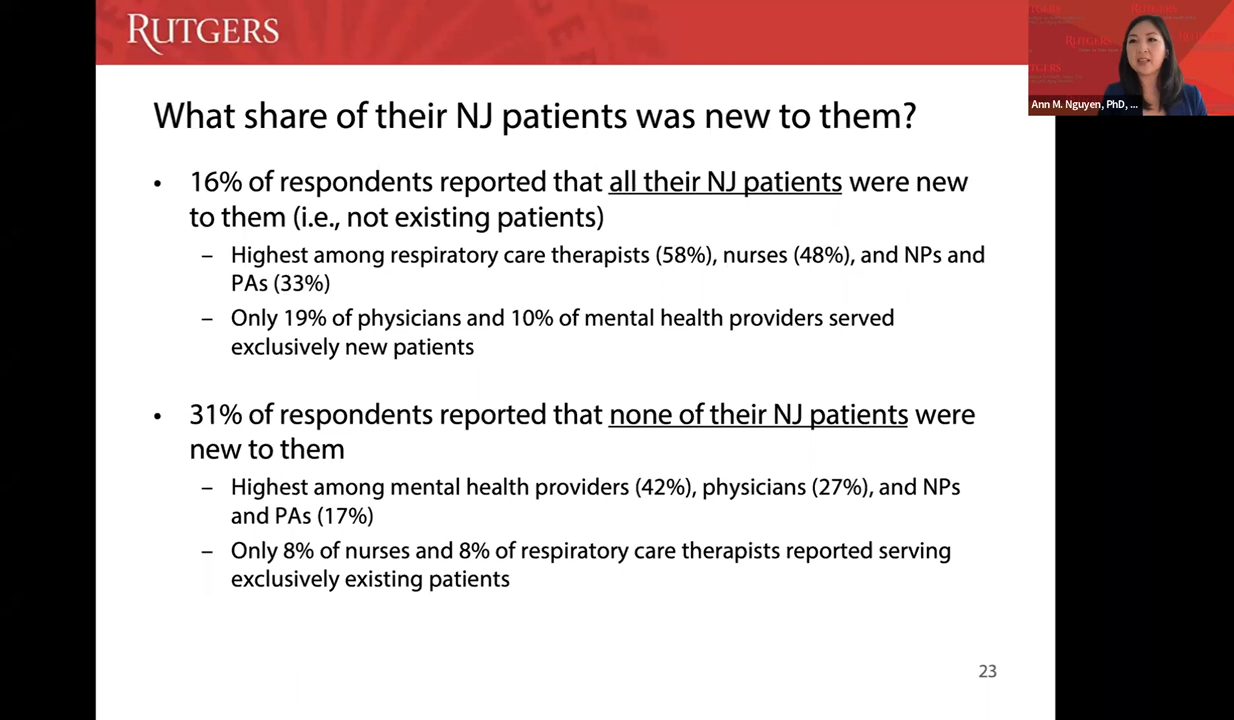 RUTGERS
What share of their NJ patients was new to them?
• 16% of respondents reported that all their NJ patients were new
to them (i.e., not existing patients)
– Highest among respiratory care therapists (58%), nurses (48%), and NPs and
PAs (33%)
– Only 19% of physicians and 10% of mental health providers served
exclusively new patients
• 31% of respondents reported that none of their NJ patients were
new to them
– Highest among mental health providers (42%), physicians (27%), and NPs
and PAs (17%)
– Only 8% of nurses and 8% of respiratory care therapists reported serving
exclusively existing patients
23
Ann M. Nguyen, PhD, ...
RUTGERS